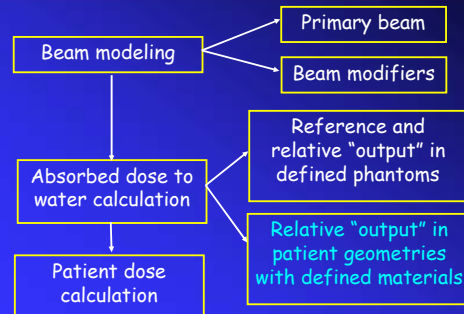 Primary beam
Beam modeling
Beam modifiers
Reference and
relative “output” in
defined phantoms
Absorbed dose to
water calculation
Relative “output” in
patient geometries
with defined materials
Patient dose
calculation